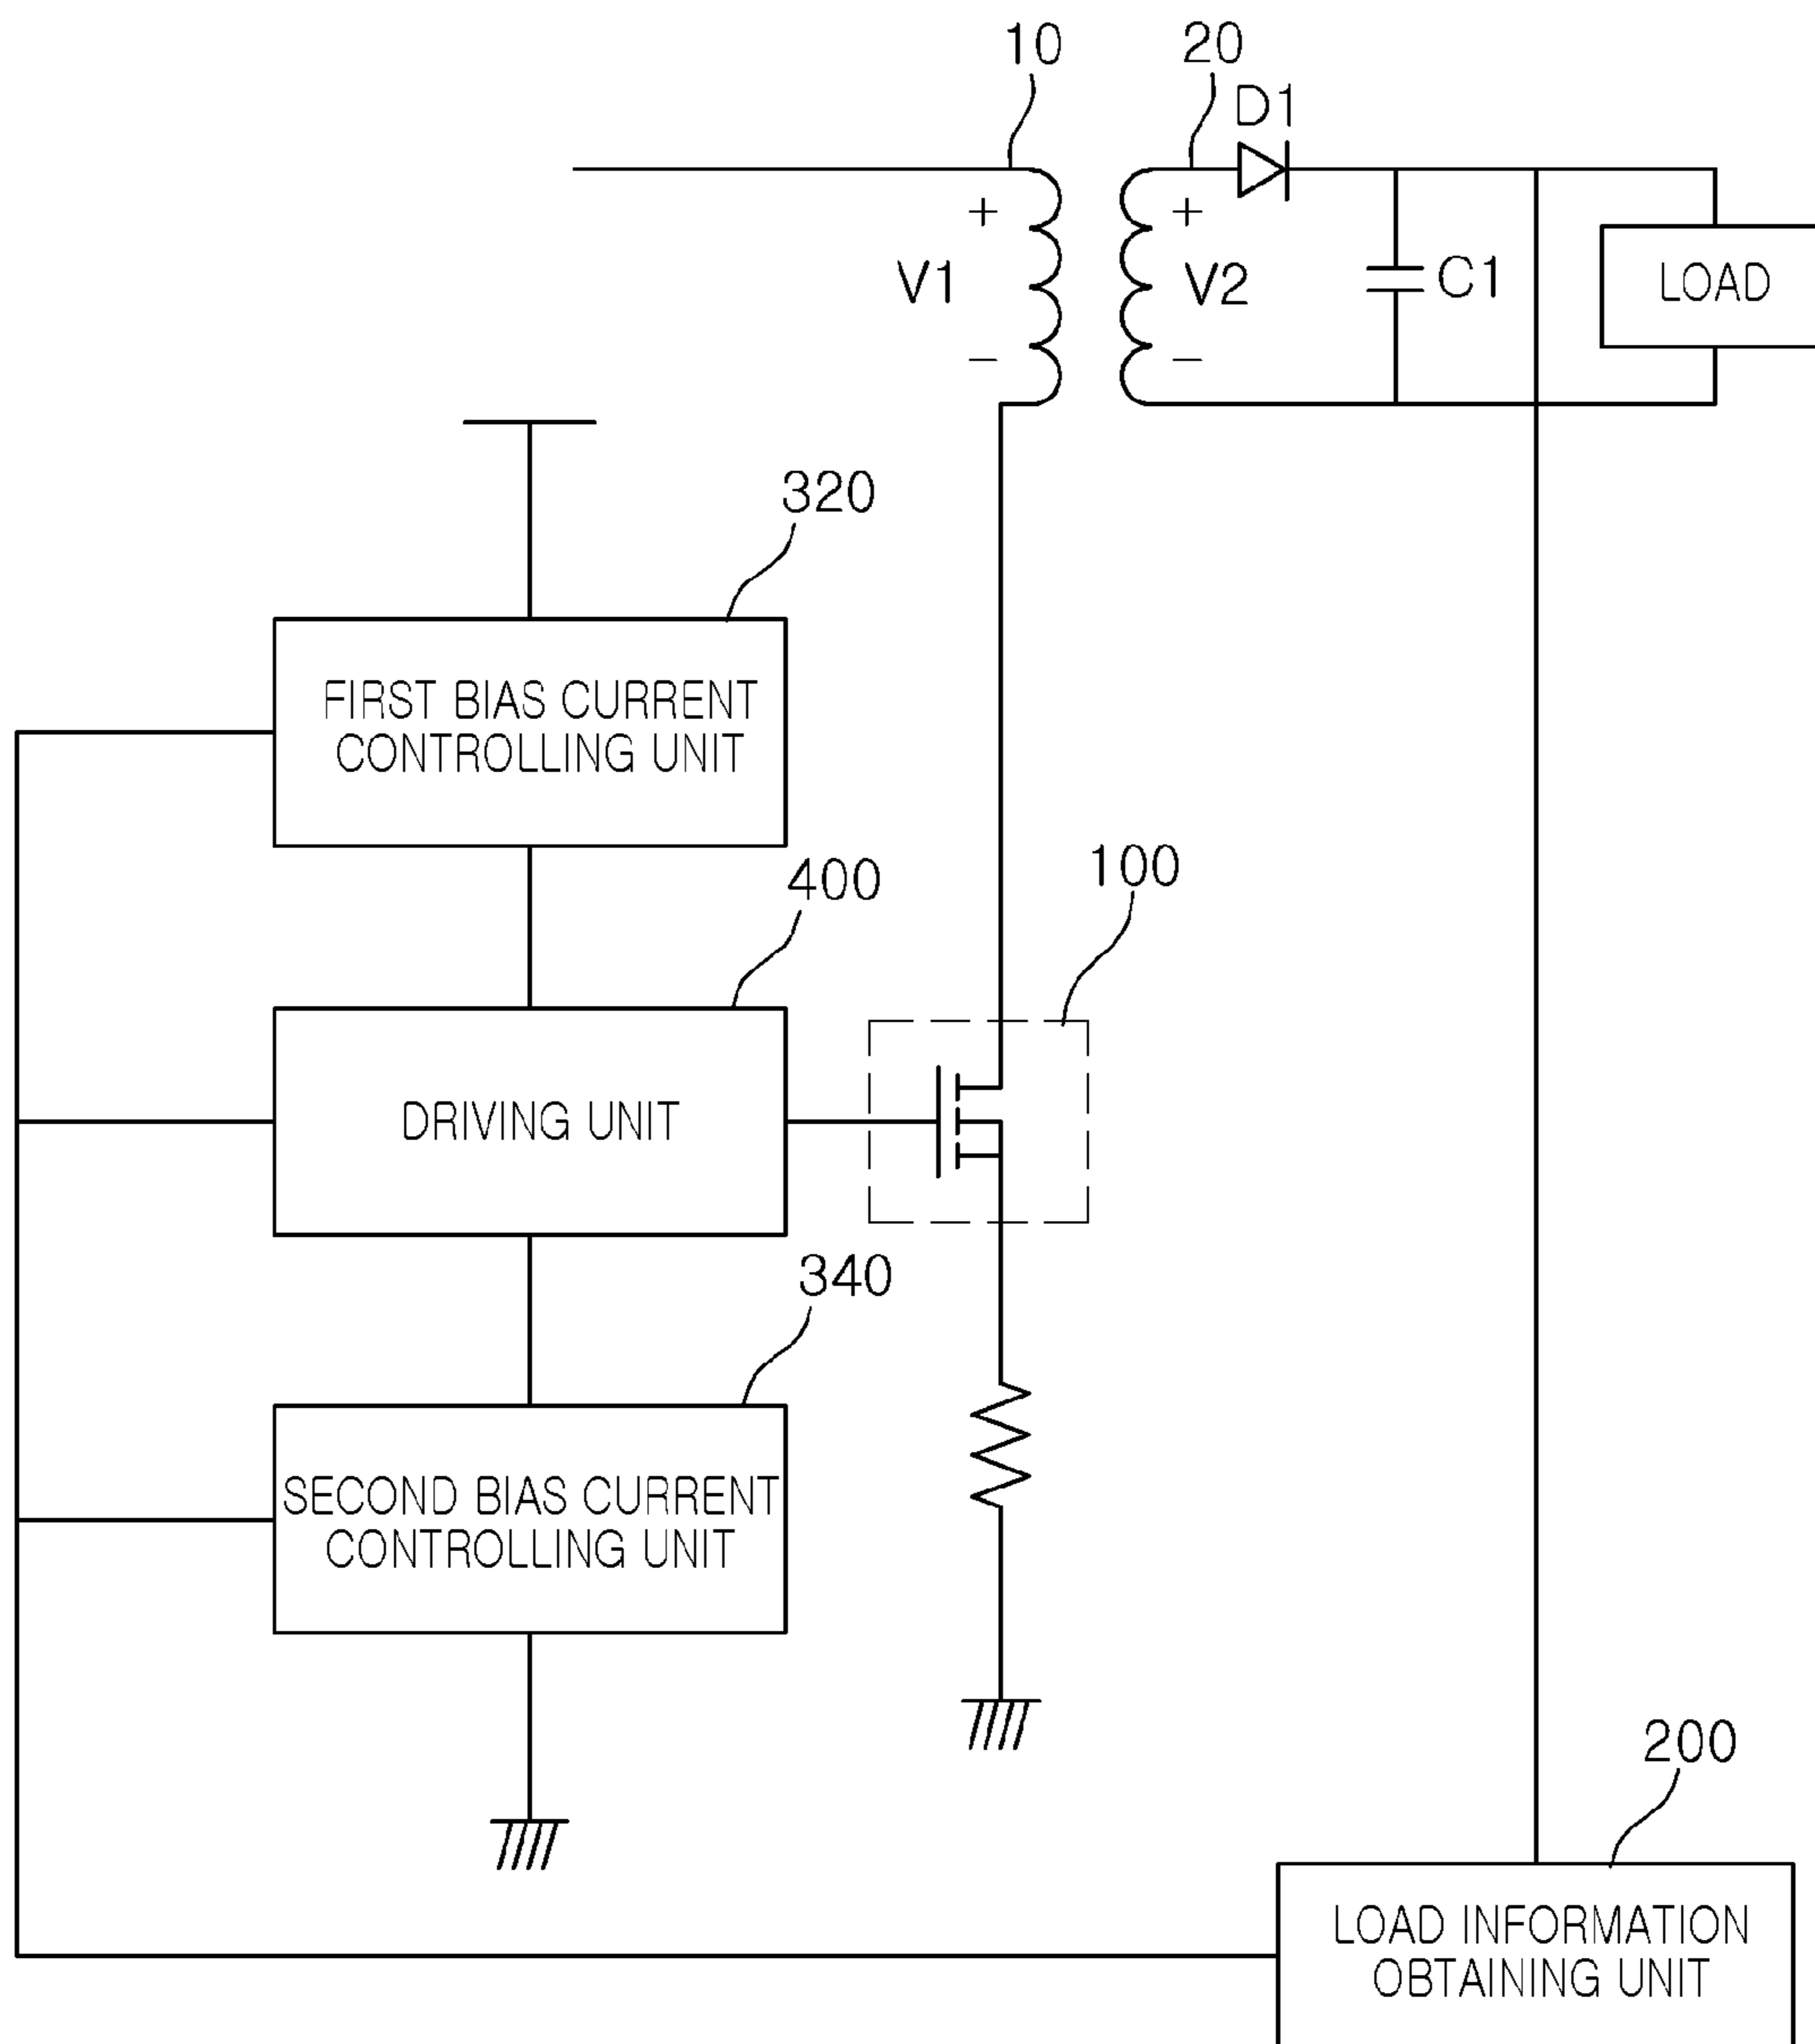 10
20
D1
+
+
V1
V2
C1
LOAD
−
−
320
FIRST BIAS CURRENT
CONTROLLING UNIT
400
100
DRIVING UNIT
340
SECOND BIAS CURRENT
CONTROLLING UNIT
200
LOAD INFORMATION
OBTAINING UNIT